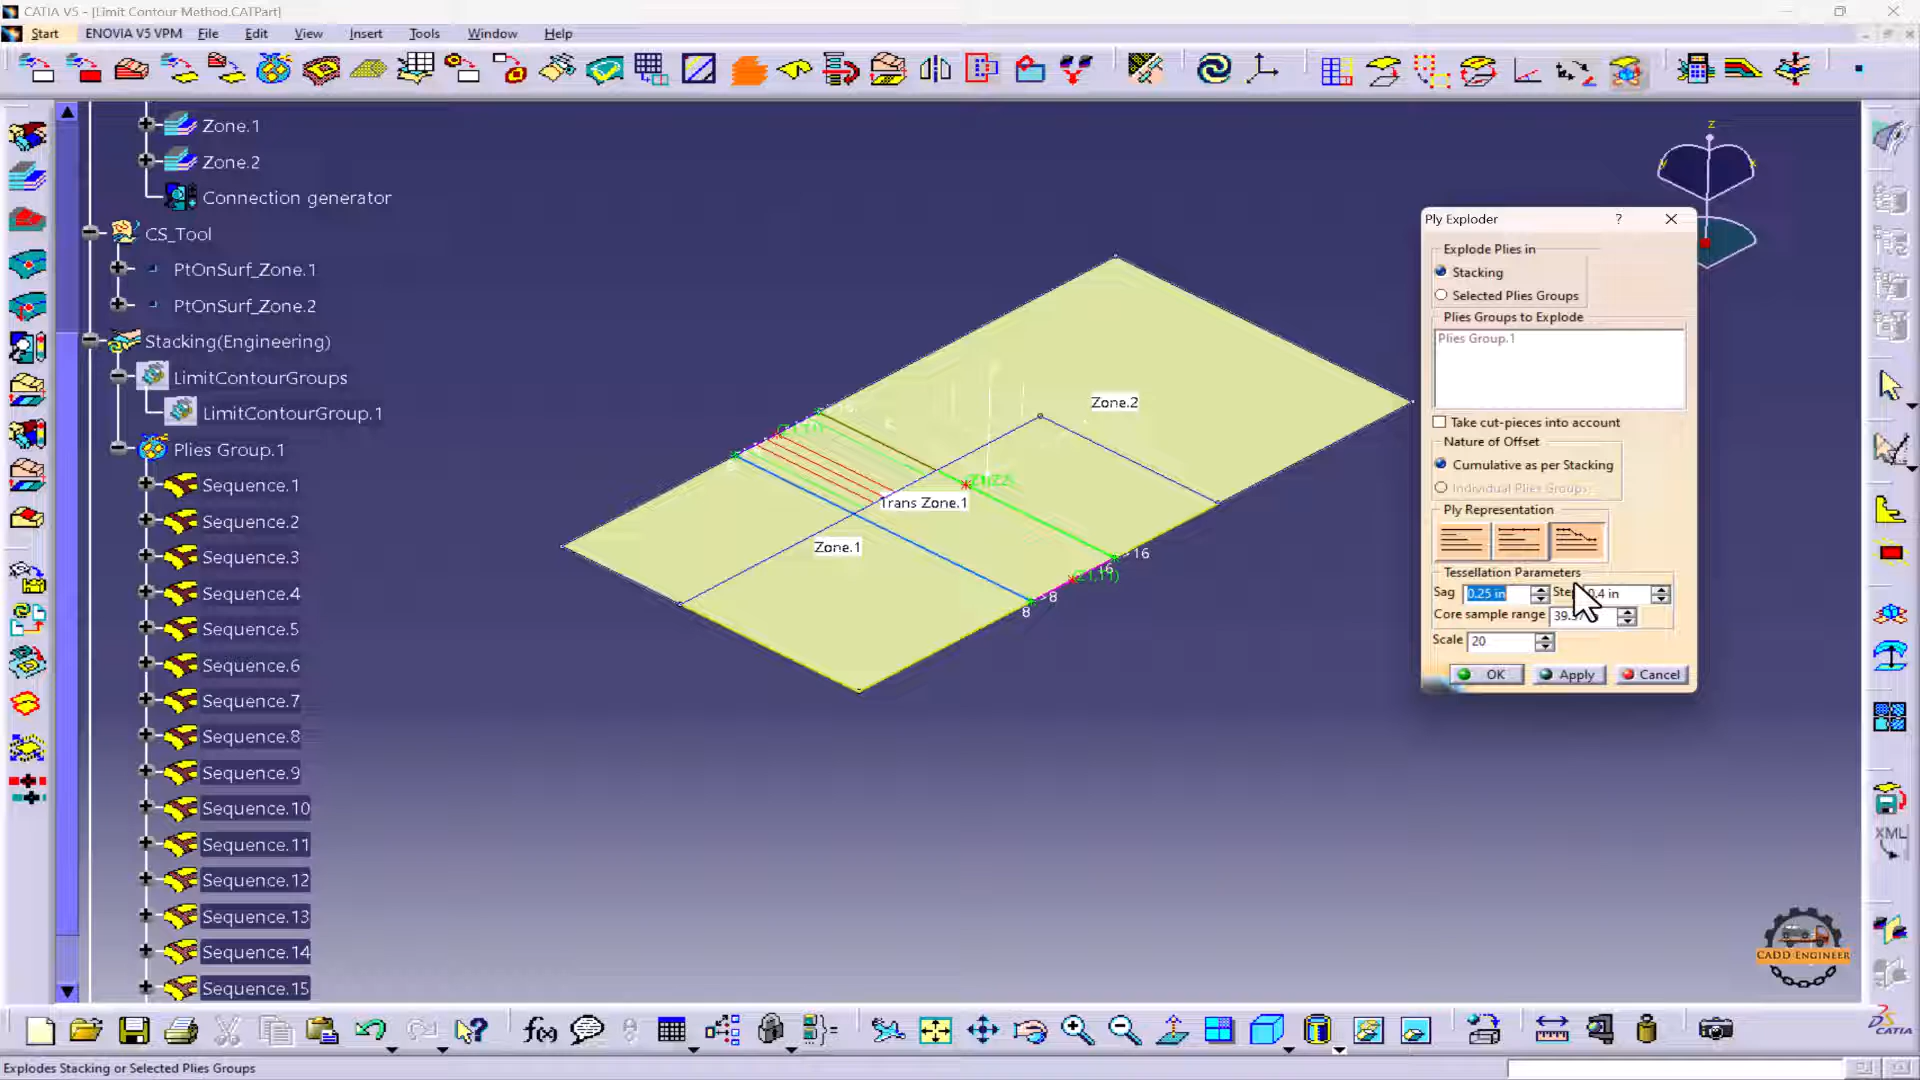 CATIA V5 - [Limit Contour Method.CATPart]
Start ENOVIA V5 VPM File Edit View Insert Tools Window Help
Zone.1
Zone.2
Connection generator
CS_Tool
PtOnSurf_Zone.1
PtOnSurf_Zone.2
Stacking(Engineering)
LimitContourGroups
LimitContourGroup.1
Plies Group.1
Sequence.1
Sequence.2
Sequence.3
Sequence.4
Sequence.5
Sequence.6
Sequence.7
Sequence.8
Sequence.9
Sequence.10
Sequence.11
Sequence.12
Sequence.13
Sequence.14
Sequence.15
Zone.2
Trans Zone.1
Zone.1
>16
16
>8
8
z
Ply Exploder ?
Explode Plies in
Stacking
Selected Plies Groups
Plies Groups to Explode
Plies Group.1
Take cut-pieces into account
Nature of Offset
Cumulative as per Stacking
Individual Plies Groups
Ply Representation
Tessellation Parameters
Sag 0.25 in
Core sample range
Scale 20
OK Apply Cancel
XML
CADD ENGINEER
f(x)
CATIA
Explodes Stacking or Selected Plies Groups